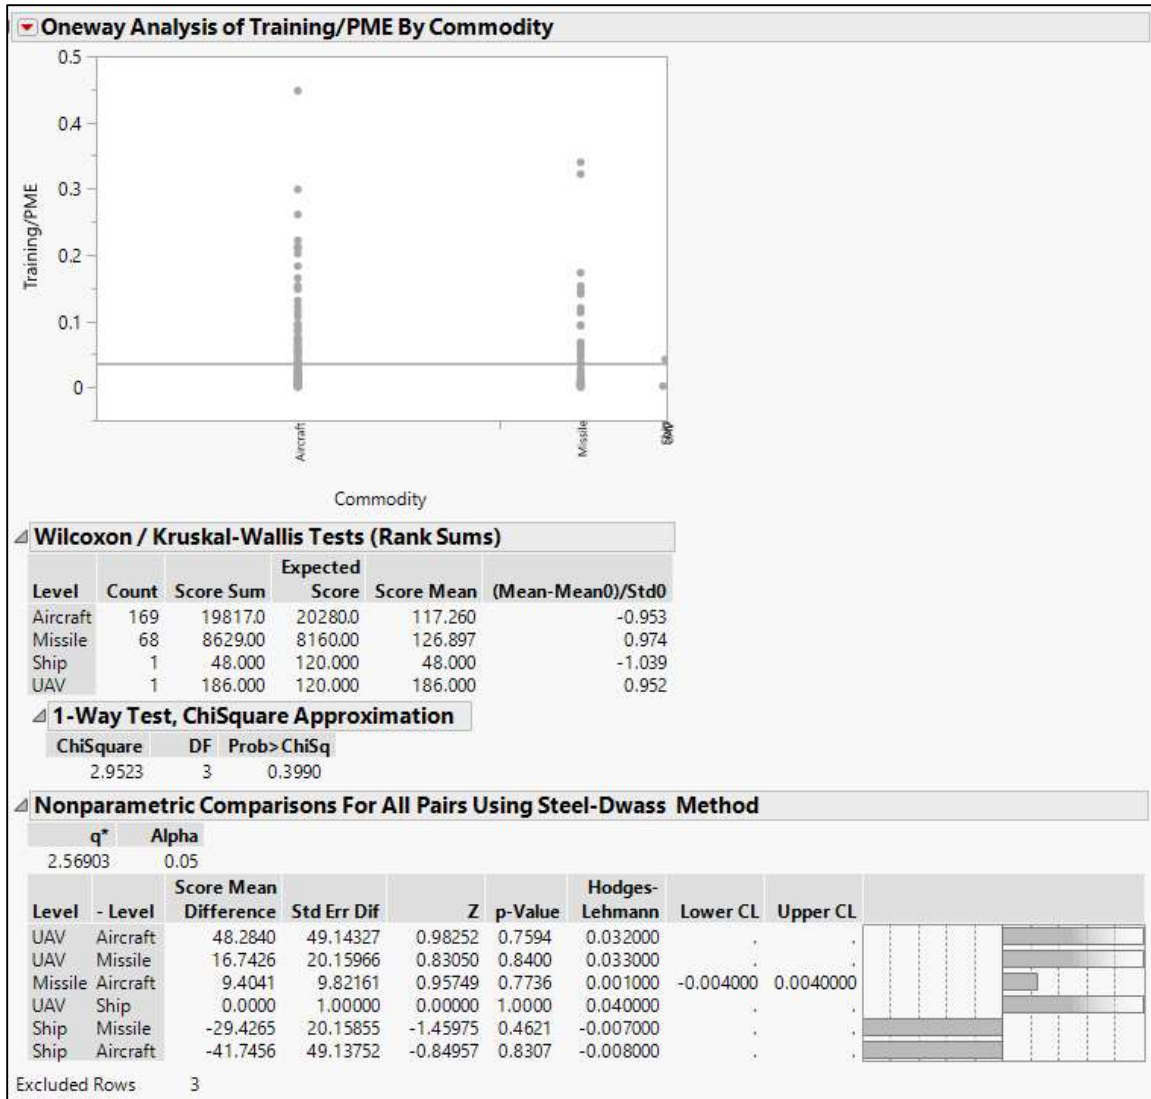 Oneway Analysis of Training/PME By Commodity
0.5
0.4
0.3
0.2
0.1
0
Training/PME
Aircraft
Missile
Commodity
Wilcoxon / Kruskal-Wallis Tests (Rank Sums)
Expected
Level Count Score Sum Score Score Mean (Mean-Mean0)/Std0
Aircraft 169 19817.0 20280.0 117.260 -0.953
Missile 68 8629.00 8160.00 126.897 0.974
Ship 1 48.000 120.000 48.000 -1.039
UAV 1 186.000 120.000 186.000 0.952
1-Way Test, ChiSquare Approximation
ChiSquare DF Prob>ChiSq
2.9523 3 0.3990
Nonparametric Comparisons For All Pairs Using Steel-Dwass Method
q* Alpha
2.56903 0.05
Score Mean Hodges-
Level - Level Difference Std Err Dif Z p-Value Lehmann Lower CL Upper CL
UAV Aircraft 48.2840 49.14327 0.98252 0.7594 0.032000 . .
UAV Missile 16.7426 20.15966 0.83050 0.8400 0.033000 . .
Missile Aircraft 9.4041 9.82161 0.95749 0.7736 0.001000 -0.004000 0.0040000
UAV Ship 0.0000 1.00000 0.00000 1.0000 0.040000 . .
Ship Missile -29.4265 20.15855 -1.45975 0.4621 -0.007000 . .
Ship Aircraft -41.7456 49.13752 -0.84957 0.8307 -0.008000 . .
Excluded Rows 3